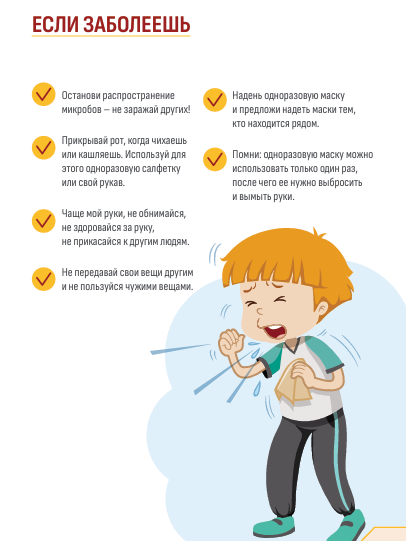 ЕСЛИ ЗАБОЛЕЕШЬ
Останови распространение
микробов – не заражай других!
Прикрывай рот, когда чихаешь
или кашляешь. Используй для
этого одноразовую салфетку
или свой рукав.
Чаще мой руки, не обнимайся,
не здоровайся за руку,
не прикасайся к другим людям.
Не передавай свои вещи другим
и не пользуйся чужими вещами.
Надень одноразовую маску
и предложи надеть маски тем,
кто находится рядом.
Помни: одноразовую маску можно
использовать только один раз,
после чего ее нужно выбросить
и вымыть руки.